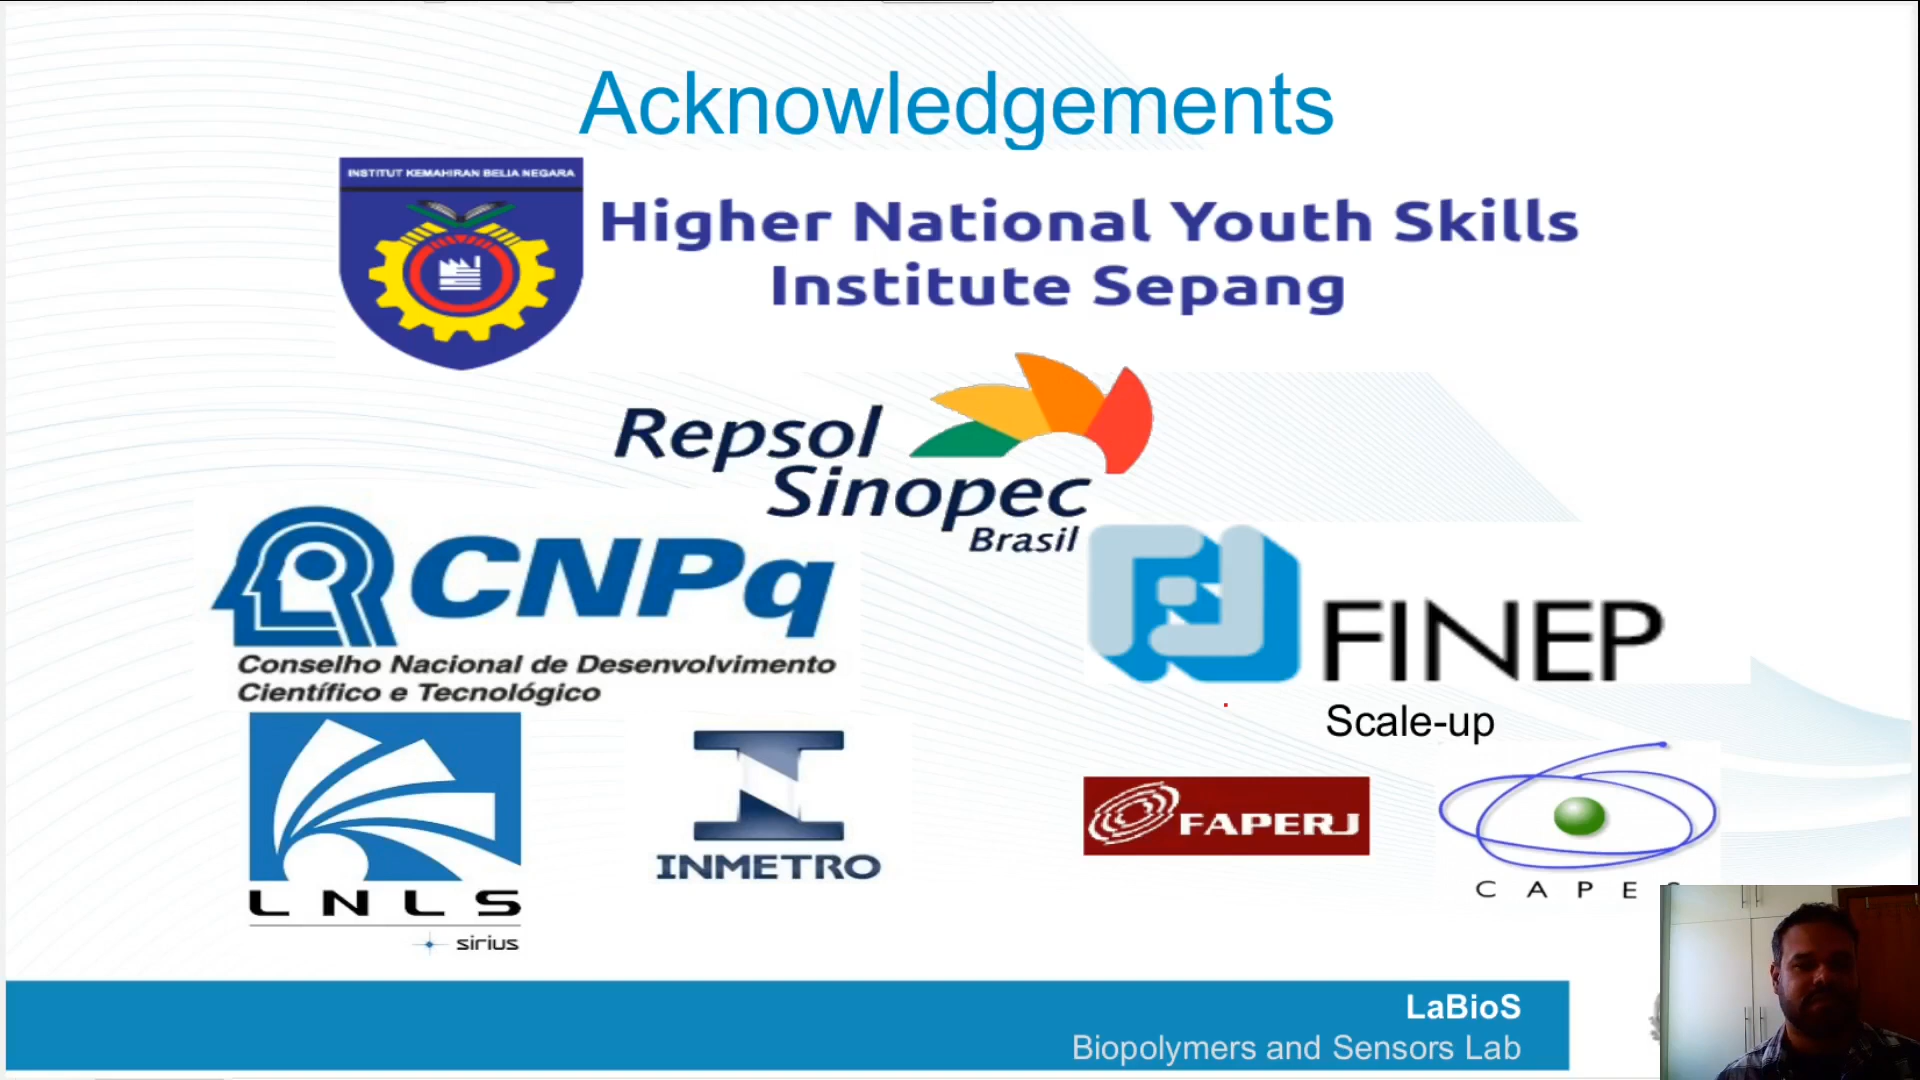 Acknowledgements
INSTITUT KEMAHIRAN BELIA NEGARA
Higher National Youth Skills
Institute Sepang
Repsol
Sinopec
Brasil
CNPq
Conselho Nacional de Desenvolvimento
Científico e Tecnológico
FINEP
Scale-up
LNLS
sirius
INMETRO
FAPERJ
CAPES
LaBioS
Biopolymers and Sensors Lab